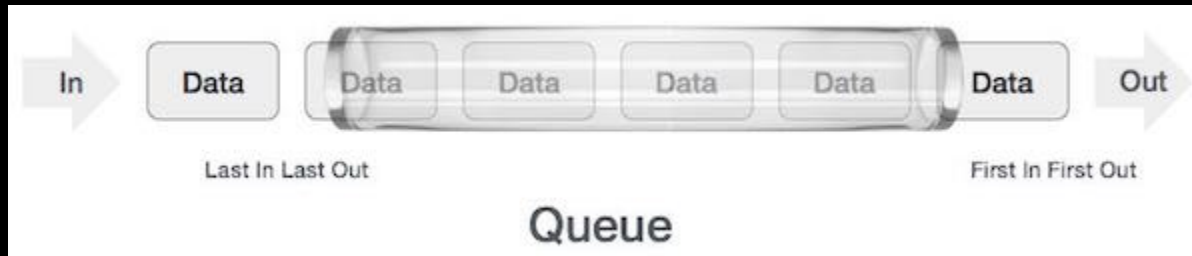 In Data Data Data Data Data Data Out
Last In Last Out First In First Out
Queue